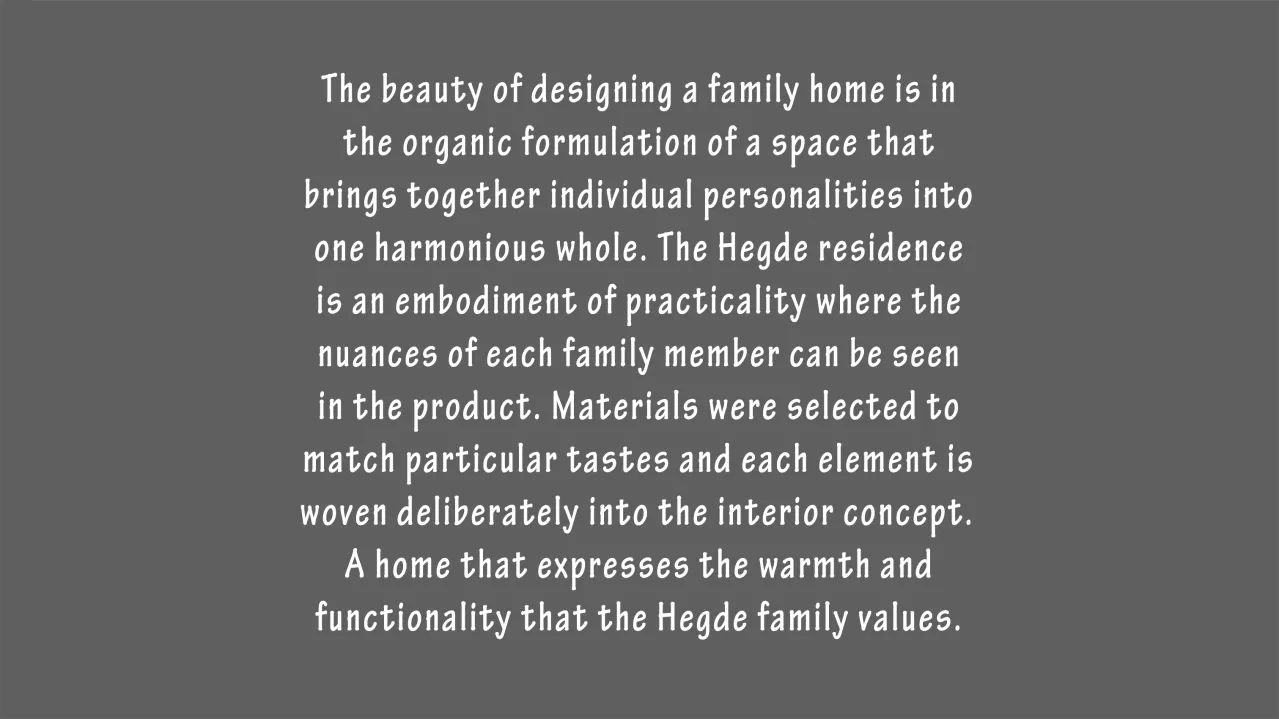 The beauty of designing a family home is in
the organic formulation of a space that
brings together individual personalities into
one harmonious whole. The Hegde residence
is an embodiment of practicality where the
nuances of each family member can be seen
in the product. Materials were selected to
match particular tastes and each element is
woven deliberately into the interior concept.
A home that expresses the warmth and
functionality that the Hegde family values.